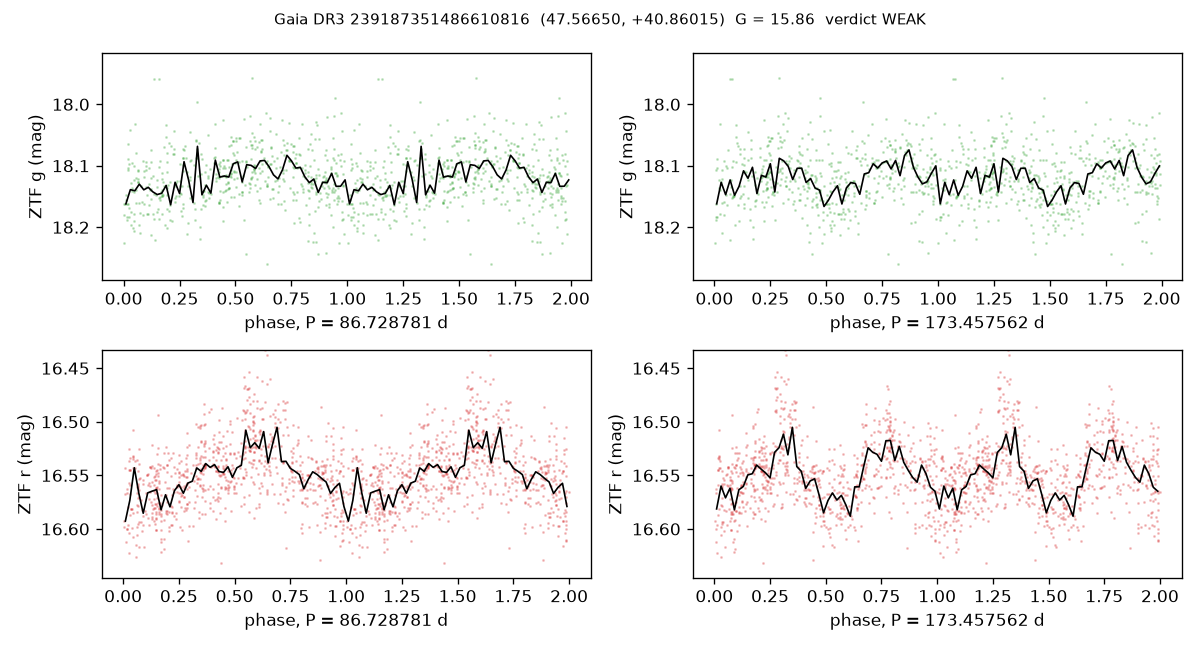 Gaia DR3 239187351486610816 (47.56650, +40.86015) G = 15.86 verdict WEAK
ZTF g (mag)
18.0
18.1
18.2
0.00 0.25 0.50 0.75 1.00 1.25 1.50 1.75 2.00
phase, P = 86.728781 d
ZTF g (mag)
18.0
18.1
18.2
0.00 0.25 0.50 0.75 1.00 1.25 1.50 1.75 2.00
phase, P = 173.457562 d
ZTF r (mag)
16.45
16.50
16.55
16.60
0.00 0.25 0.50 0.75 1.00 1.25 1.50 1.75 2.00
phase, P = 86.728781 d
ZTF r (mag)
16.45
16.50
16.55
16.60
0.00 0.25 0.50 0.75 1.00 1.25 1.50 1.75 2.00
phase, P = 173.457562 d